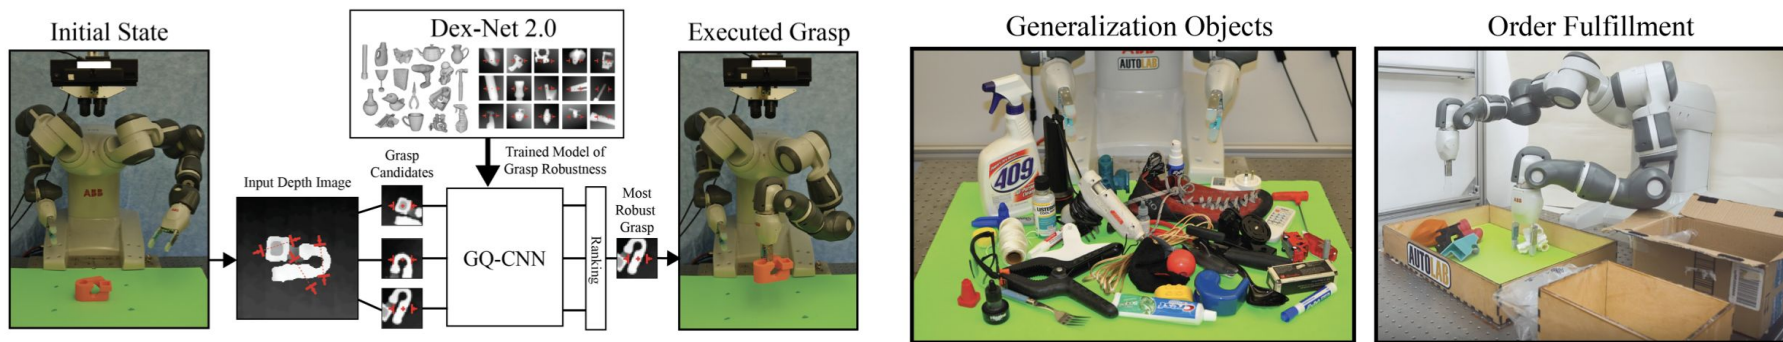 Initial State
Dex-Net 2.0
Executed Grasp
Generalization Objects
Order Fulfillment
Grasp
Candidates
Trained Model of
Grasp Robustness
Input Depth Image
Most
Robust
Grasp
GQ-CNN
Ranking
ABB
ABB
AUTOLAB
409
AUTOLAB